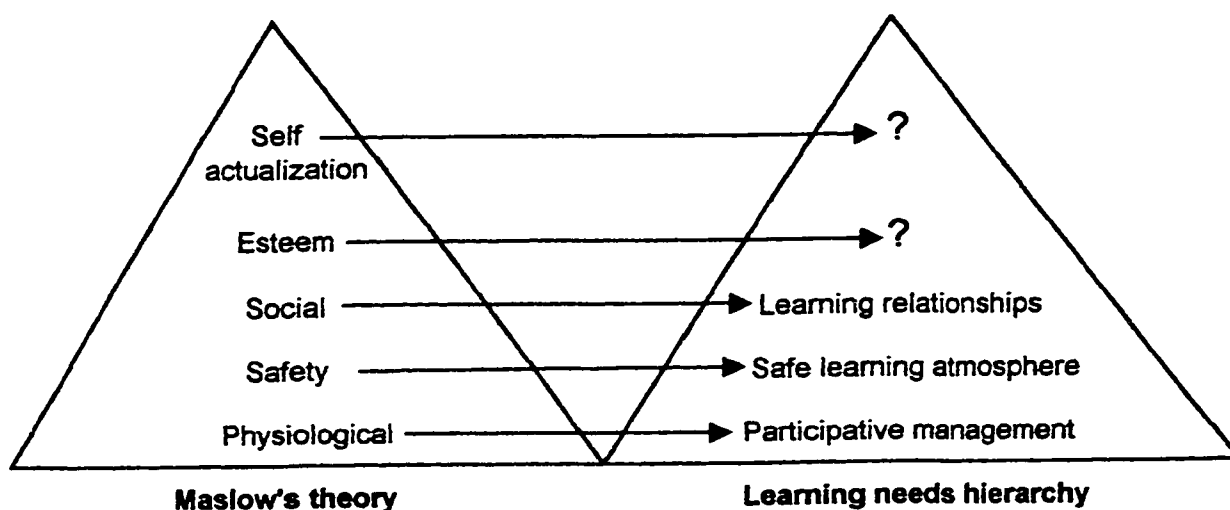 Self
actualization
?
Esteem
?
Social
Learning relationships
Safety
Safe learning atmosphere
Physiological
Participative management
Maslow's theory
Learning needs hierarchy